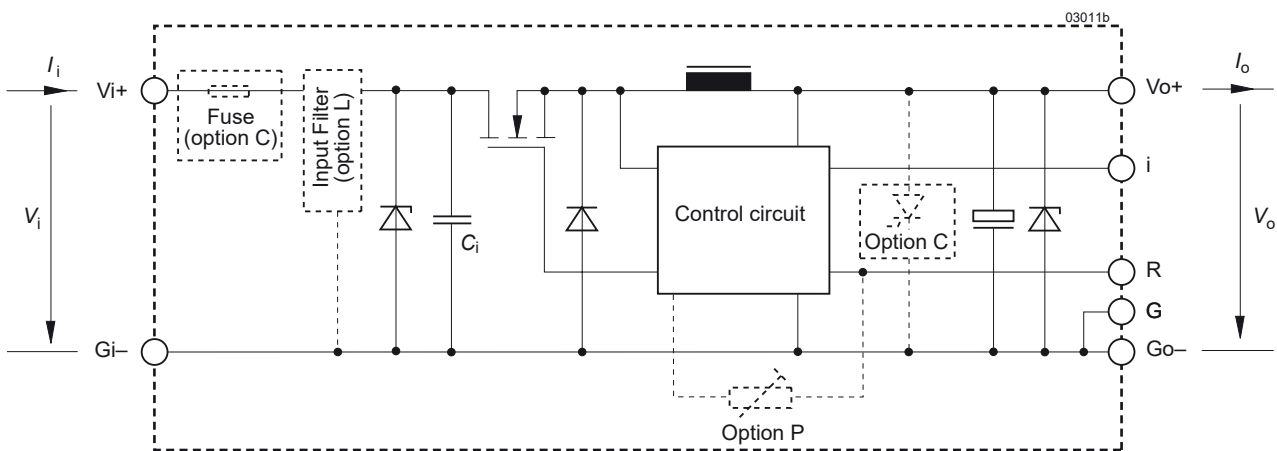 03011b
Ii
Vi+
Fuse
(option C)
Input Filter
(option L)
Vo+
Io
i
Vi
Ci
Control circuit
Option C
Vo
R
G
Gi–
Go–
Option P